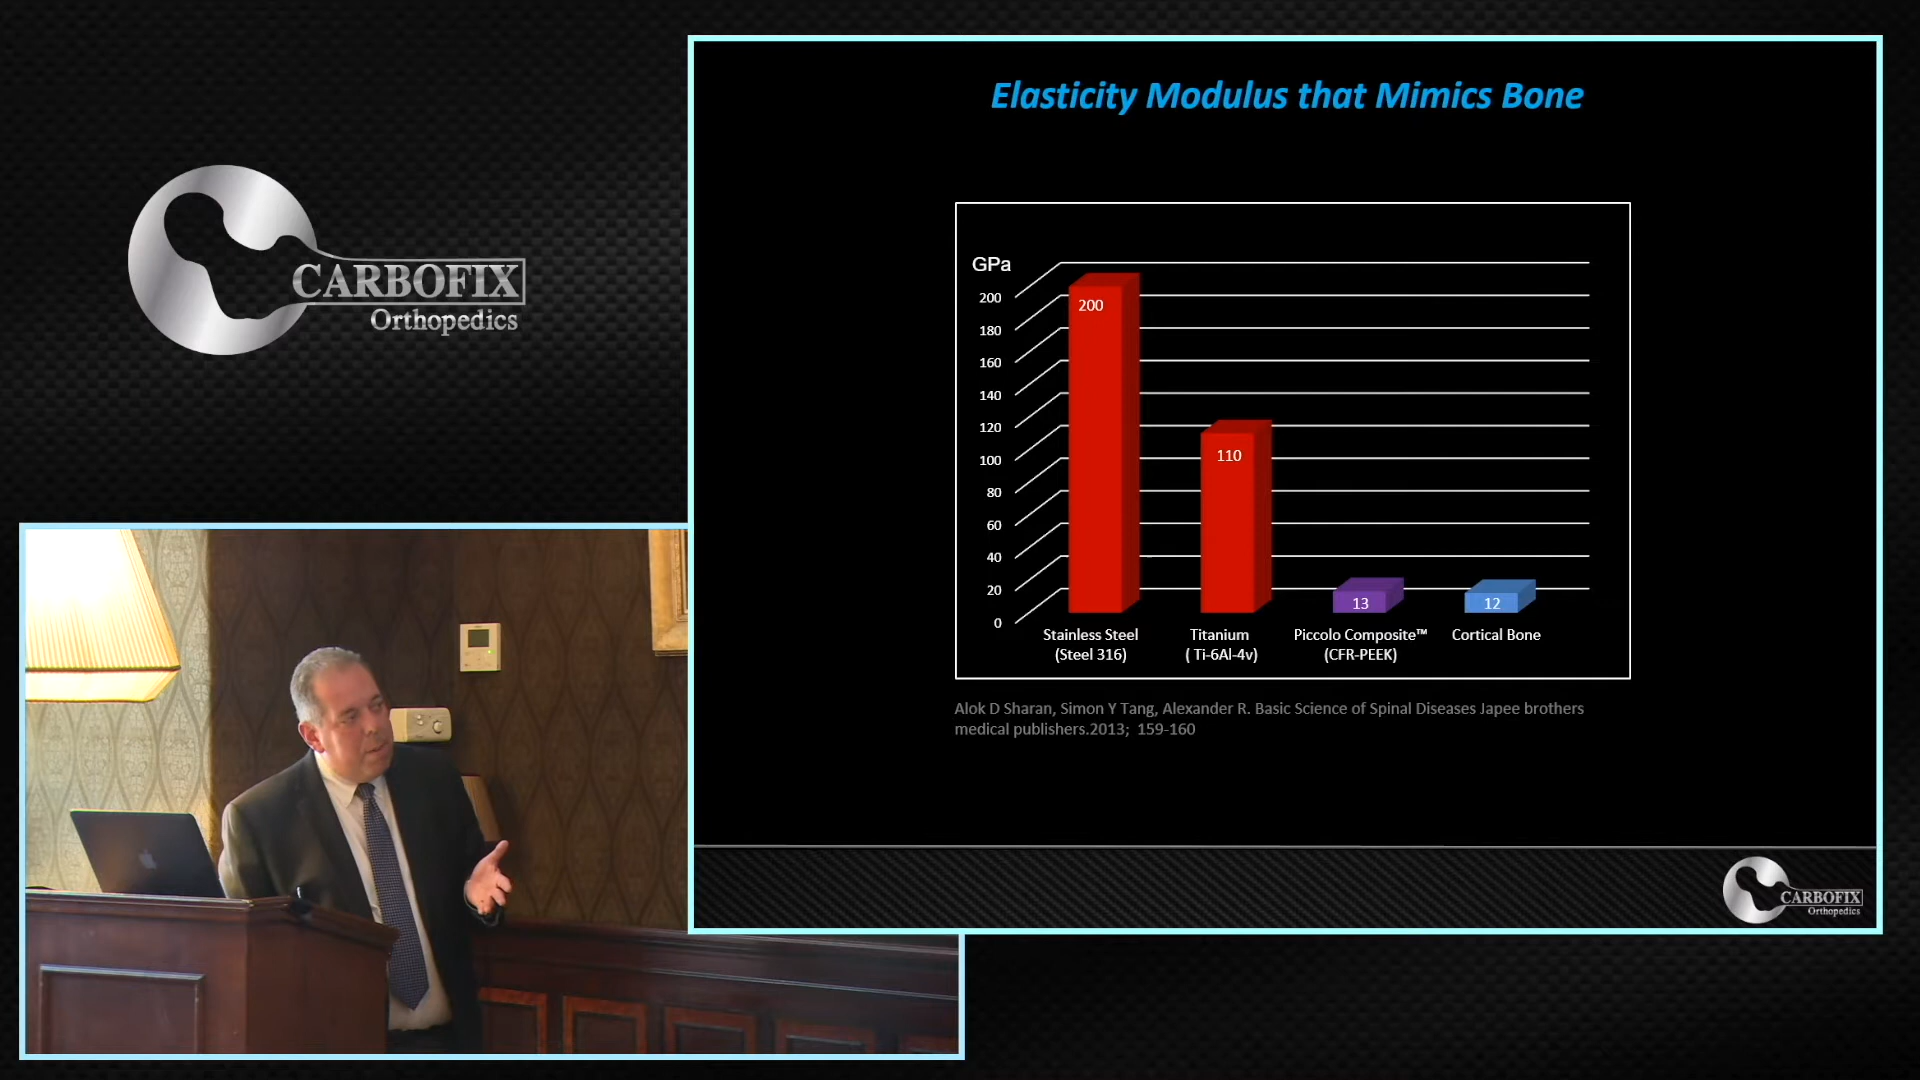 CARBOFIX
Orthopedics
Elasticity Modulus that Mimics Bone
GPa
200
180
160
140
120
100
80
60
40
20
0
200
110
13
12
Stainless Steel
(Steel 316)
Titanium
( Ti-6Al-4v)
Piccolo Composite™
(CFR-PEEK)
Cortical Bone
Alok D Sharan, Simon Y Tang, Alexander R. Basic Science of Spinal Diseases Japee brothers
medical publishers.2013;  159-160
CARBOFIX
Orthopedics